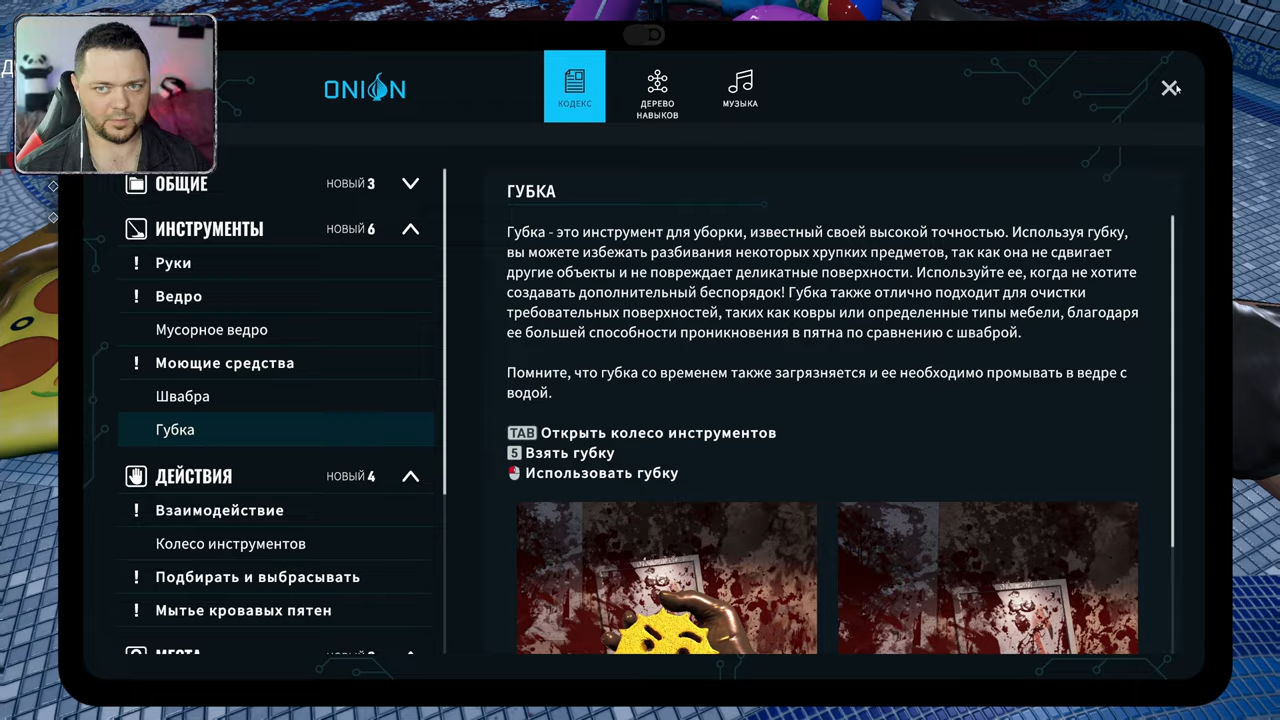 Д
ONION
КОДЕКС
ДЕРЕВО
НАВЫКОВ
МУЗЫКА
ОБЩИЕ
НОВЫЙ 3
ИНСТРУМЕНТЫ
НОВЫЙ 6
! Руки
! Ведро
Мусорное ведро
! Моющие средства
Швабра
Губка
ДЕЙСТВИЯ
НОВЫЙ 4
! Взаимодействие
Колесо инструментов
! Подбирать и выбрасывать
! Мытье кровавых пятен
МЕСТА
ГУБКА
Губка - это инструмент для уборки, известный своей высокой точностью. Используя губку,
вы можете избежать разбивания некоторых хрупких предметов, так как она не сдвигает
другие объекты и не повреждает деликатные поверхности. Используйте ее, когда не хотите
создавать дополнительный беспорядок! Губка также отлично подходит для очистки
требовательных поверхностей, таких как ковры или определенные типы мебели, благодаря
ее большей способности проникновения в пятна по сравнению с шваброй.
Помните, что губка со временем также загрязняется и ее необходимо промывать в ведре с
водой.
TAB Открыть колесо инструментов
5 Взять губку
Использовать губку